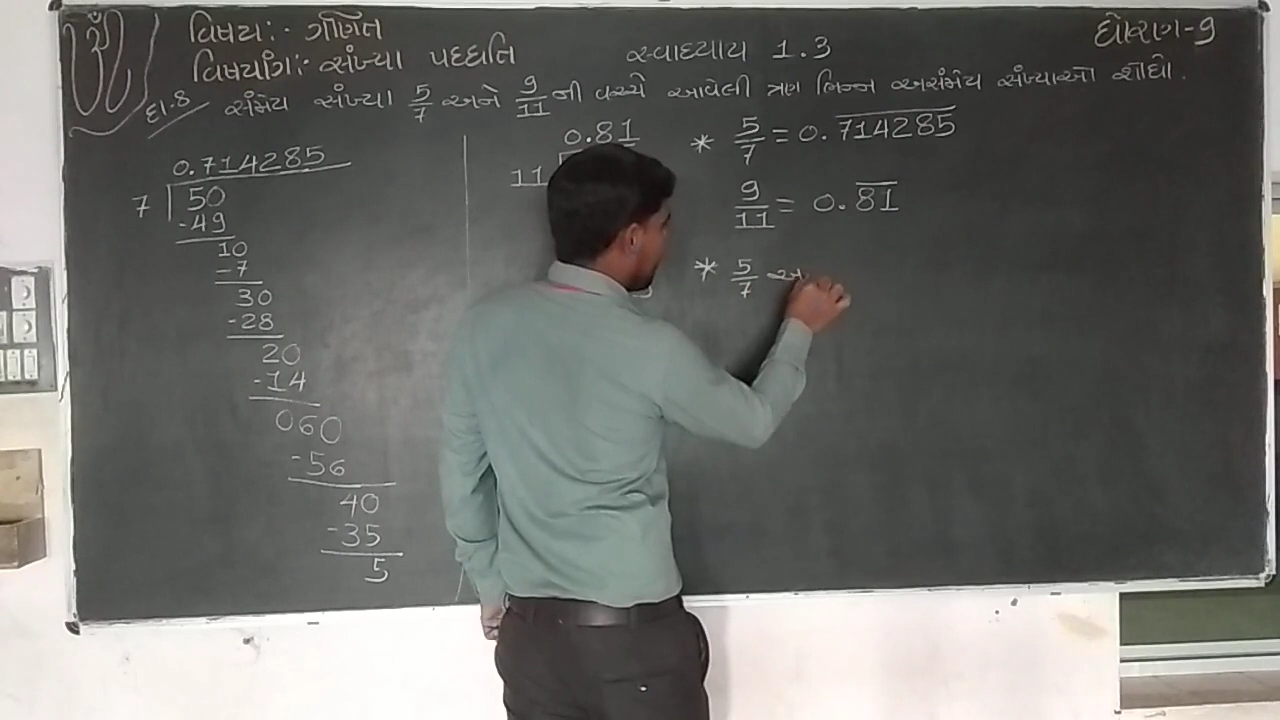 ૐ
વિષય:- ગણિત
ધોરણ-9
વિષયાંગ:- સંખ્યા પદ્ધતિ
સ્વાધ્યાય 1.3
દા.8 સંમેય સંખ્યા 5/7 અને 9/11 ની વચ્ચે આવેલી ત્રણ ભિન્ન અસંમેય સંખ્યાઓ શોધો.
0.714285
7 50
-49
10
-7
30
-28
20
-14
060
-56
40
-35
5
0.81
11
* 5/7 = 0.714285
9/11 = 0.81
* 5/7 અ